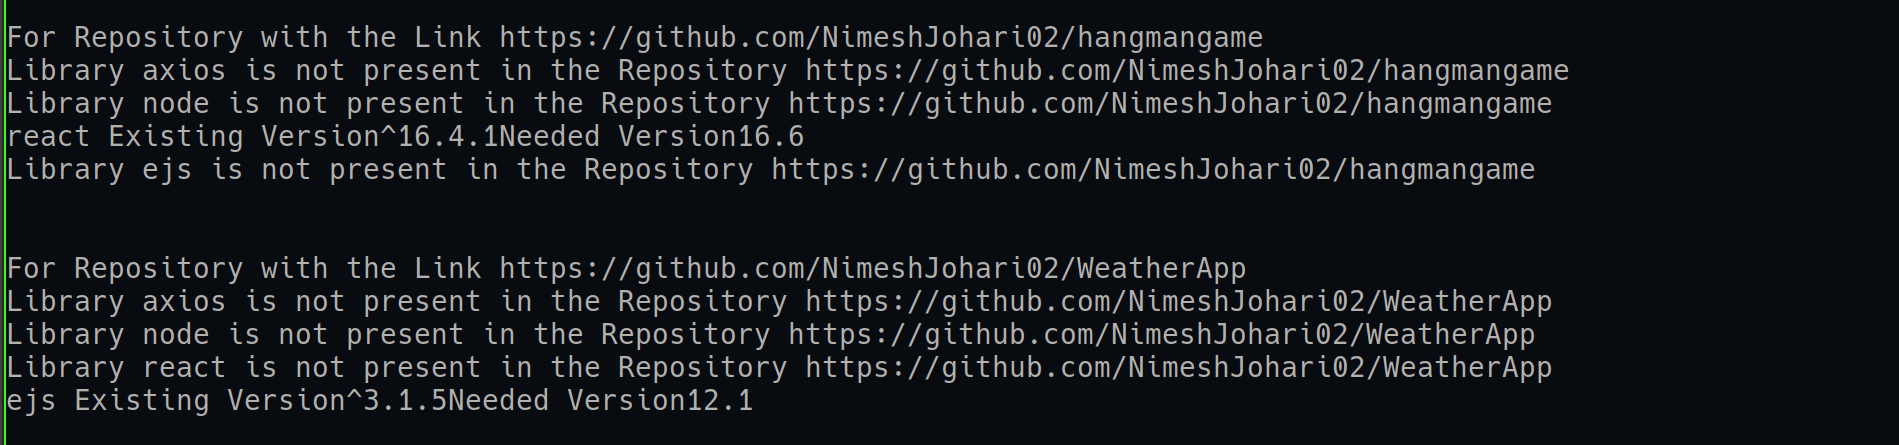 For Repository with the Link https://github.com/NimeshJohari02/hangmangame
Library axios is not present in the Repository https://github.com/NimeshJohari02/hangmangame
Library node is not present in the Repository https://github.com/NimeshJohari02/hangmangame
react Existing Version^16.4.1Needed Version16.6
Library ejs is not present in the Repository https://github.com/NimeshJohari02/hangmangame
For Repository with the Link https://github.com/NimeshJohari02/WeatherApp
Library axios is not present in the Repository https://github.com/NimeshJohari02/WeatherApp
Library node is not present in the Repository https://github.com/NimeshJohari02/WeatherApp
Library react is not present in the Repository https://github.com/NimeshJohari02/WeatherApp
ejs Existing Version^3.1.5Needed Version12.1